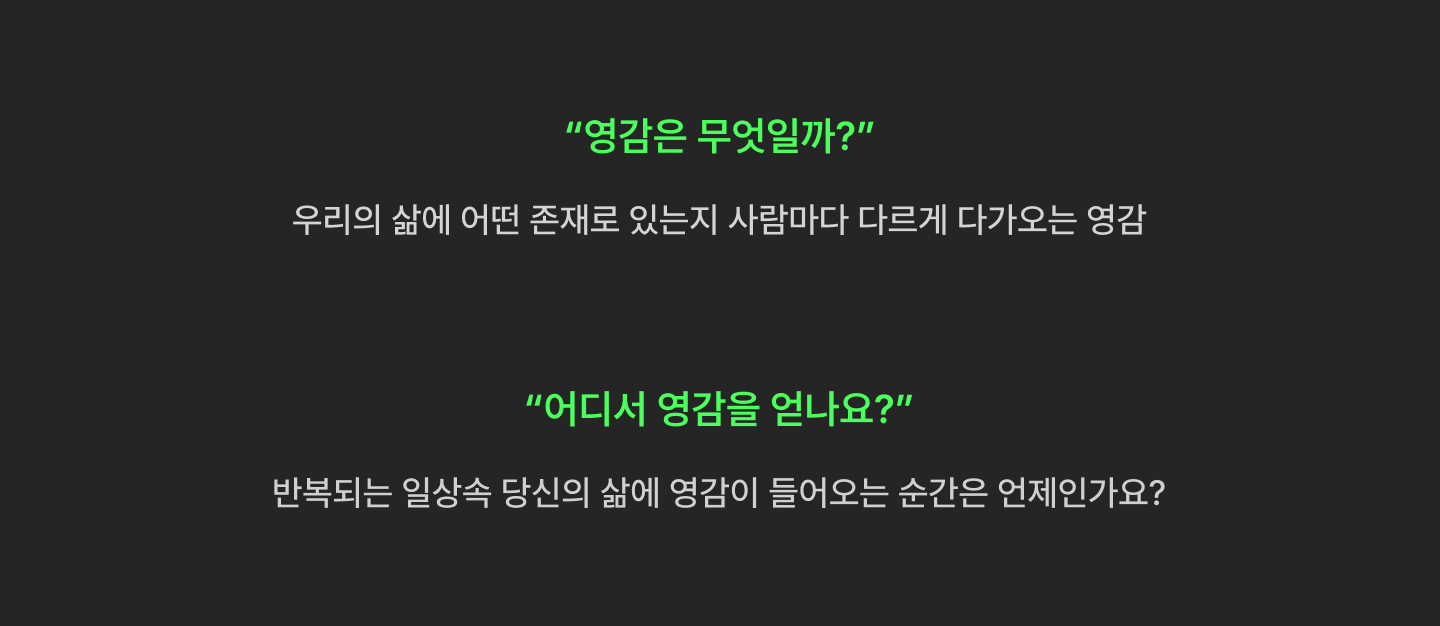 “영감은 무엇일까?”
우리의 삶에 어떤 존재로 있는지 사람마다 다르게 다가오는 영감
“어디서 영감을 얻나요?”
반복되는 일상속 당신의 삶에 영감이 들어오는 순간은 언제인가요?